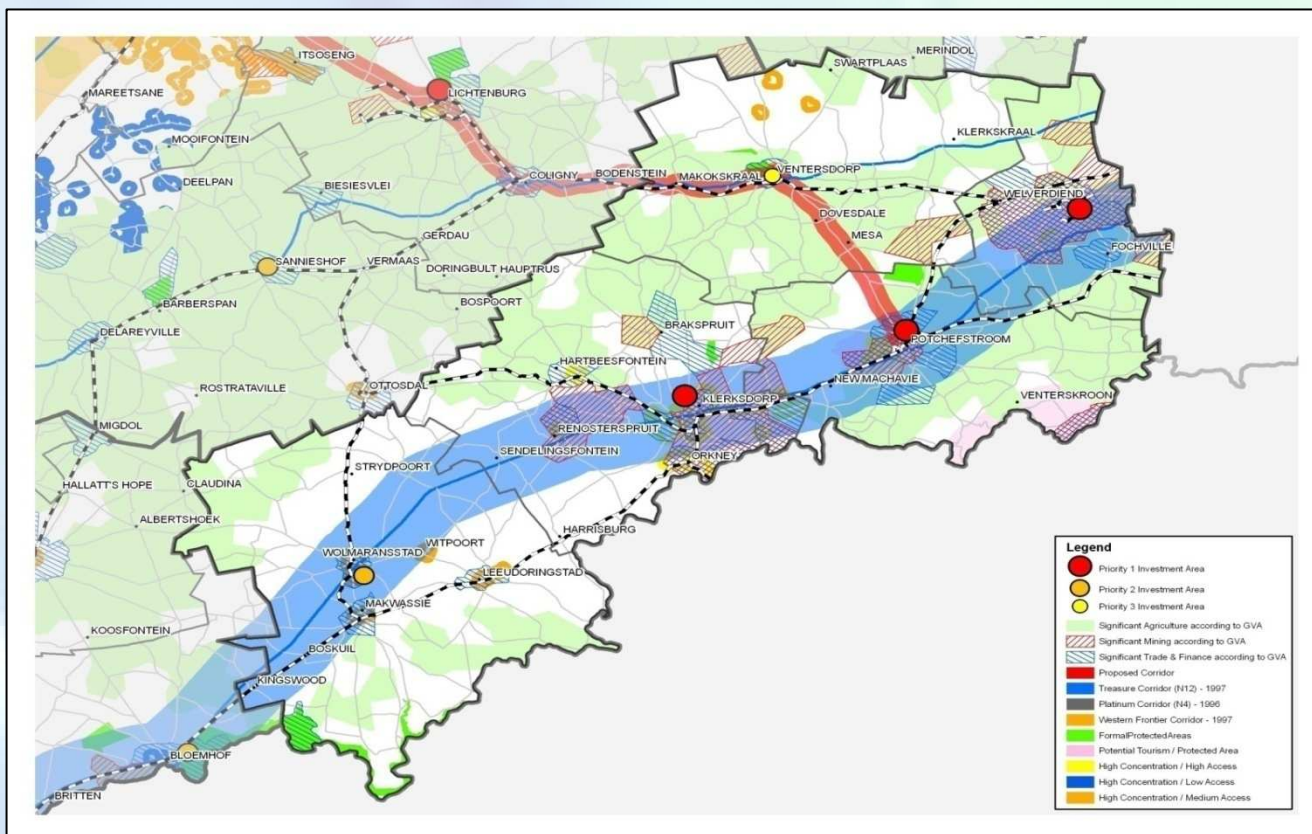 ITSOSENG
MERINDOL
SWARTPLAAS
MAREETSANE
LICHTENBURG
MOOIFONTEIN
KLERKSKRAAL
DEELPAN
BIESIESVLEI
COLIGNY
BODENSTEIN
MAKOKSKRAAL
VENTERSDORP
WELVERDIEND
DOVESDALE
GERDAU
MESA
FOCHVILLE
SANNIESHOF
VERMAAS
DORINGBULT
HAUPTRUS
BARBERSPAN
BOSPOORT
DELAREYVILLE
BRAKSPRUIT
POTCHEFSTROOM
HARTBEESFONTEIN
ROSTRATAVILLE
OTTOSDAL
NEW MACHAVIE
KLERKSDORP
VENTERSKROON
MIGDOL
RENOSTERSPRUIT
SENDELINGSFONTEIN
ORKNEY
STRYDPOORT
HALLATT'S HOPE
CLAUDINA
ALBERTSHOEK
HARRISBURG
WITPOORT
WOLMARANSSTAD
LEEUDORINGSTAD
MAKWASSIE
KOOSFONTEIN
BOSKUIL
KINGSWOOD
BLOEMHOF
BRITTEN
Legend
Priority 1 Investment Area
Priority 2 Investment Area
Priority 3 Investment Area
Significant Agriculture according to GVA
Significant Mining according to GVA
Significant Trade & Finance according to GVA
Proposed Corridor
Treasure Corridor (N12) - 1997
Platinum Corridor (N4) - 1996
Western Frontier Corridor - 1997
FormalProtectedAreas
Potential Tourism / Protected Area
High Concentration / High Access
High Concentration / Low Access
High Concentration / Medium Access